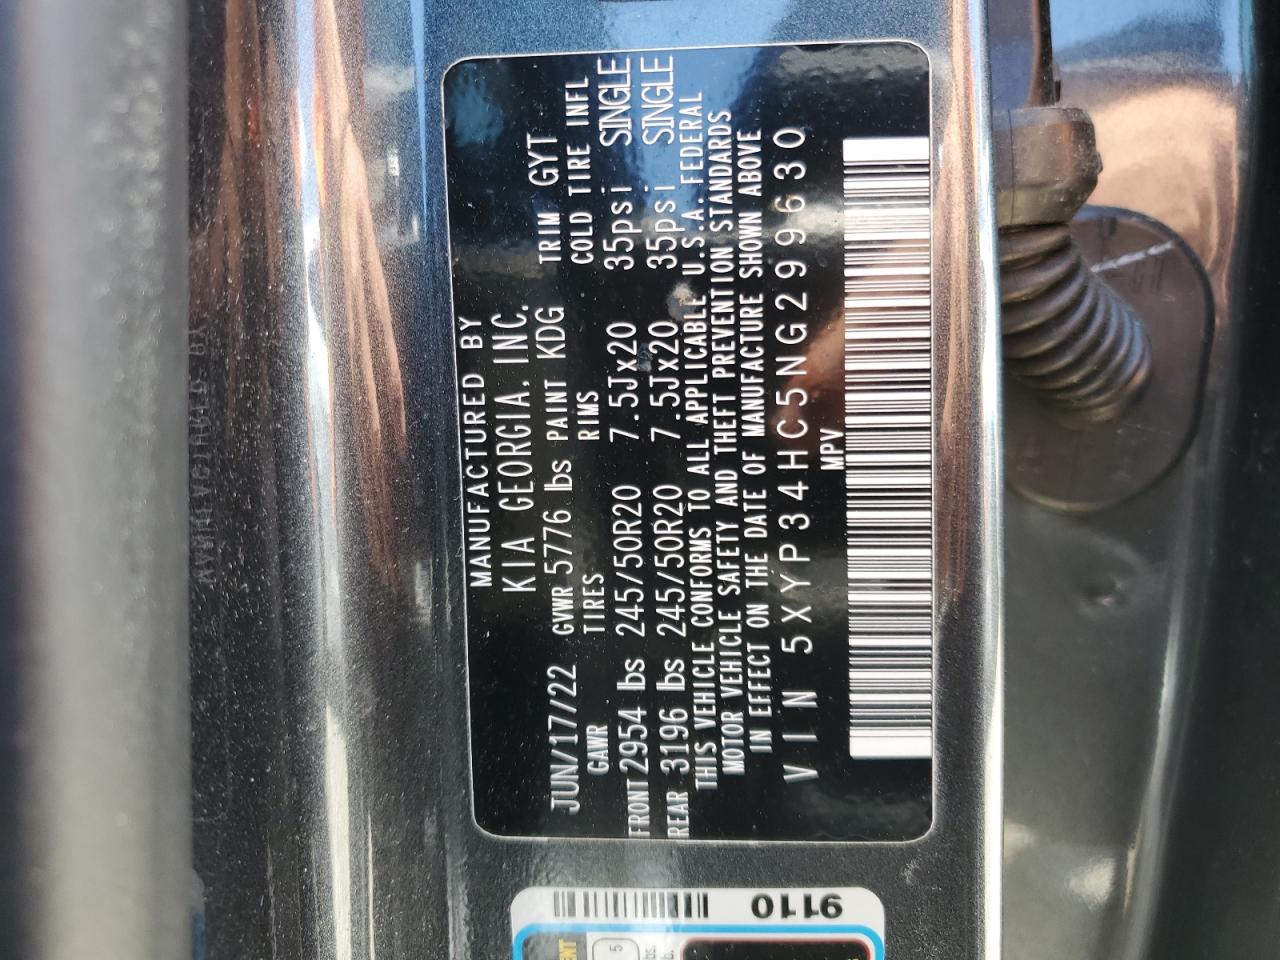 MANUFACTURED BY
KIA GEORGIA, INC.
JUN/17/22 GVWR 5776 lbs PAINT KDG TRIM GYT
GAWR TIRES RIMS COLD TIRE INFL
FRONT 2954 lbs 245/50R20 7.5Jx20 35psi SINGLE
REAR 3196 lbs 245/50R20 7.5Jx20 35psi. SINGLE
THIS VEHICLE CONFORMS TO ALL APPLICABLE U.S.A. FEDERAL
MOTOR VEHICLE SAFETY AND THEFT PREVENTION STANDARDS
IN EFFECT ON THE DATE OF MANUFACTURE SHOWN ABOVE
VIN 5XYP34HC5NG299630
MPV
9110
5